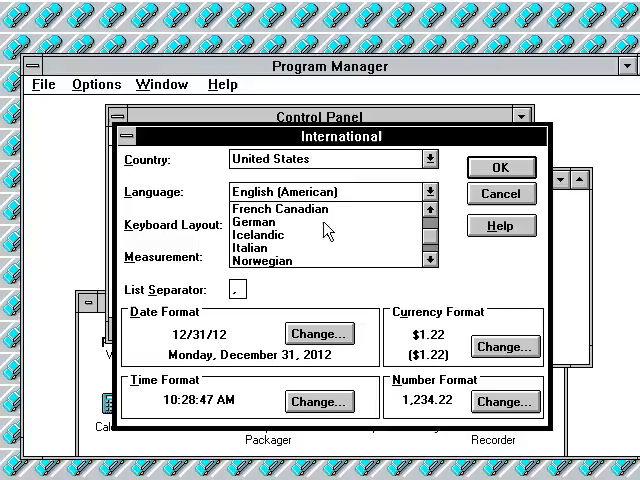 Program Manager
File Options Window Help
Control Panel
International
Country: United States
OK
Language: English (American)
Cancel
French Canadian
German
Keyboard Layout:
Help
Icelandic
Italian
Measurement:
Norwegian
List Separator: ,
Date Format
12/31/12
Change...
Monday, December 31, 2012
Currency Format
$1.22
($1.22)
Change...
Time Format
10:28:47 AM
Change...
Number Format
1,234.22
Change...
Packager
Recorder